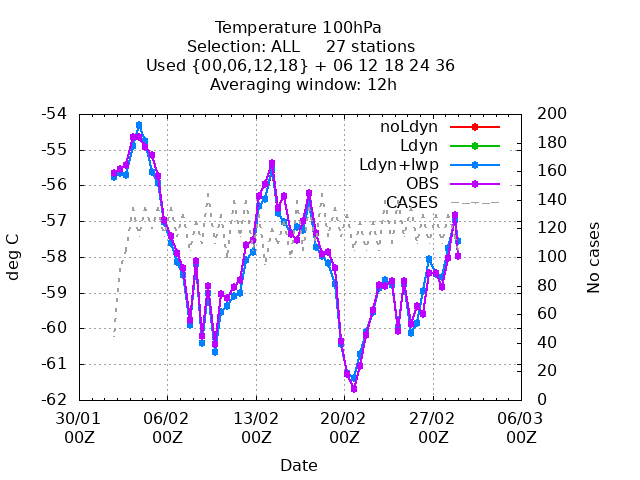 Temperature 100hPa
Selection: ALL     27 stations
Used {00,06,12,18} + 06 12 18 24 36
Averaging window: 12h
noLdyn
Ldyn
Ldyn+lwp
OBS
CASES
-54
-55
-56
-57
-58
-59
-60
-61
-62
deg C
200
180
160
140
120
100
80
60
40
20
0
No cases
30/01 06/02 13/02 20/02 27/02 06/03
00Z 00Z 00Z 00Z 00Z 00Z
Date